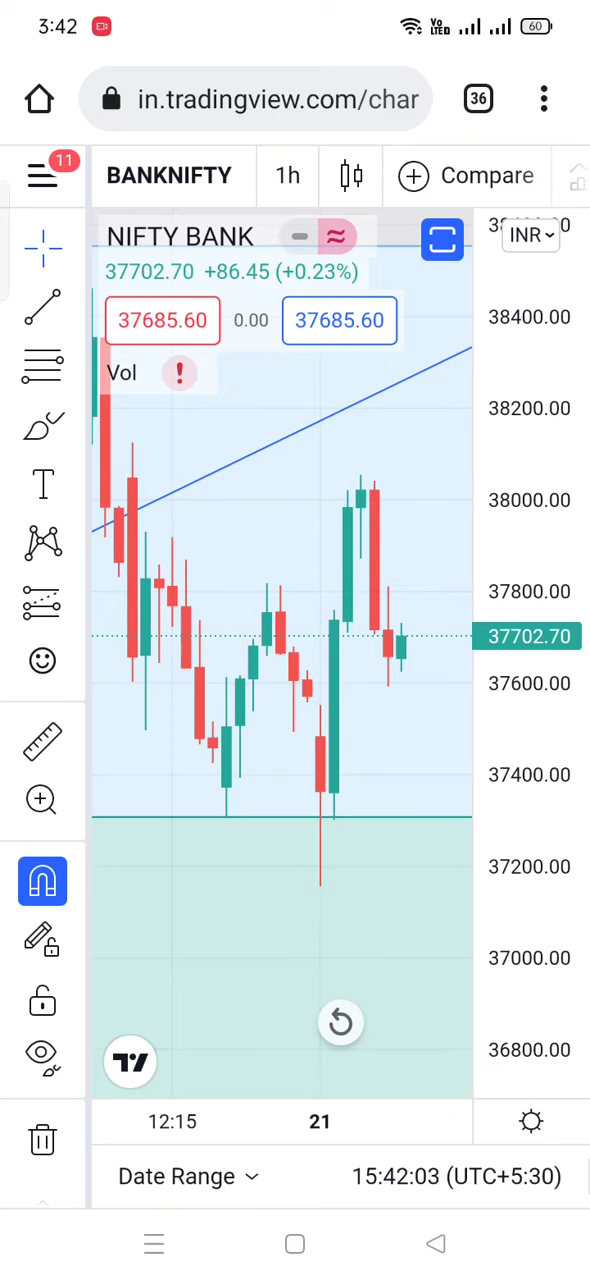 3:42
Vo LTED
60
in.tradingview.com/char
36
11
BANKNIFTY
1h
Compare
NIFTY BANK
INR
37702.70 +86.45 (+0.23%)
37685.60
0.00
37685.60
Vol
38400.00
38200.00
38000.00
37800.00
37702.70
37600.00
37400.00
37200.00
37000.00
36800.00
12:15
21
Date Range
15:42:03 (UTC+5:30)